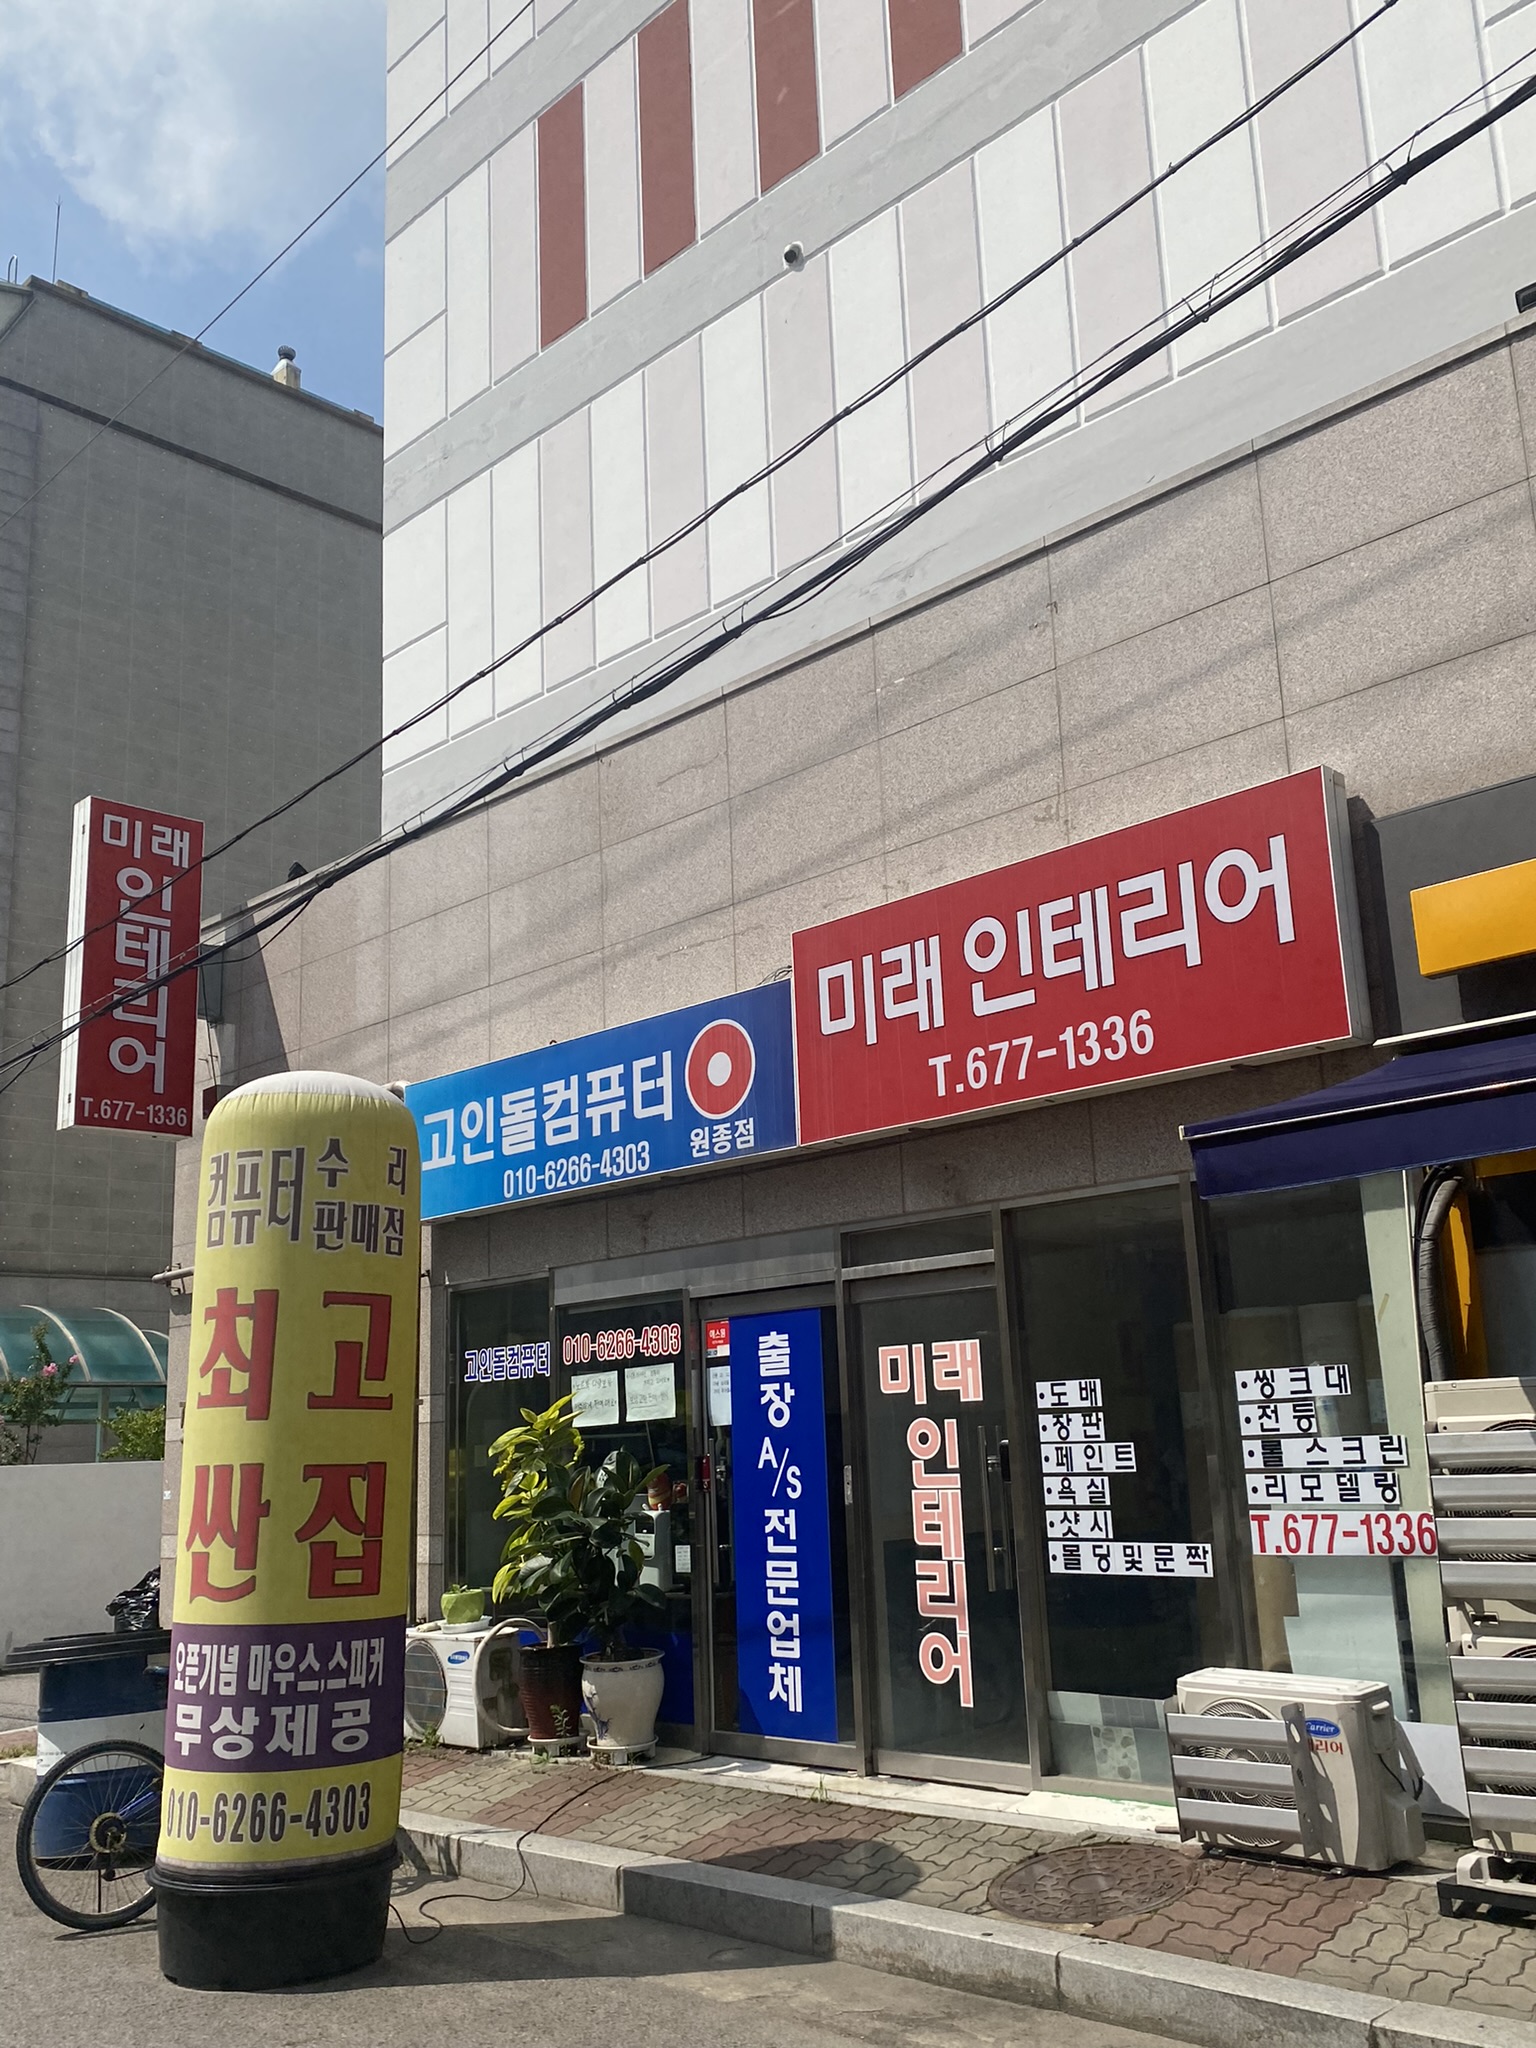 미래
인테리어
T.677-1336
고인돌컴퓨터
원종점
010-6266-4303
미래 인테리어
T.677-1336
컴퓨터 수리
판매점
최고
싼집
오픈기념 마우스.스피커
무상제공
010-6266-4303
고인돌컴퓨터
010-6266-4303
에스원
출장 A/S 전문업체
미래 인테리어
·도배
·장판
·페인트
·욕실
·샷시
·몰딩및문짝
·씽크대
·전등
·롤스크린
·리모델링
T.677-1336
Carrier